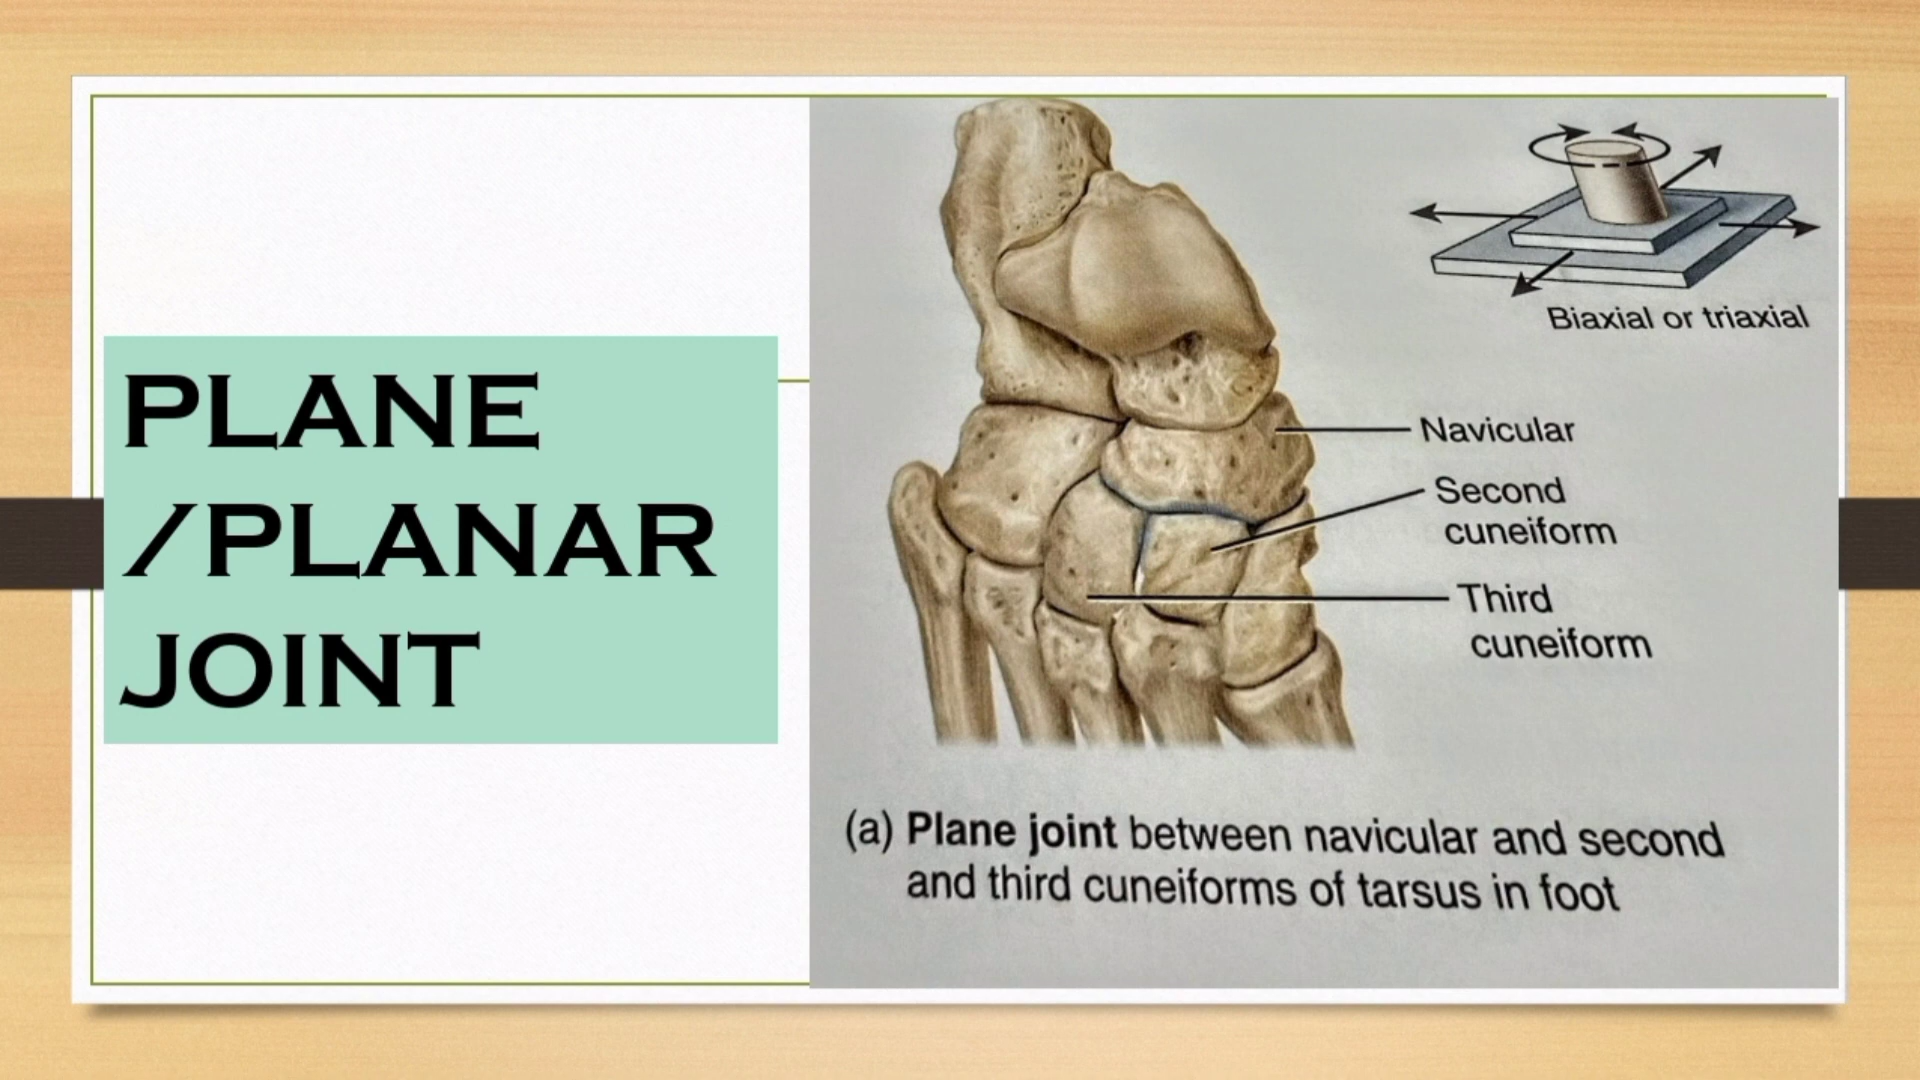 PLANE
/PLANAR
JOINT
Biaxial or triaxial
Navicular
Second
cuneiform
Third
cuneiform
(a) Plane joint between navicular and second
and third cuneiforms of tarsus in foot